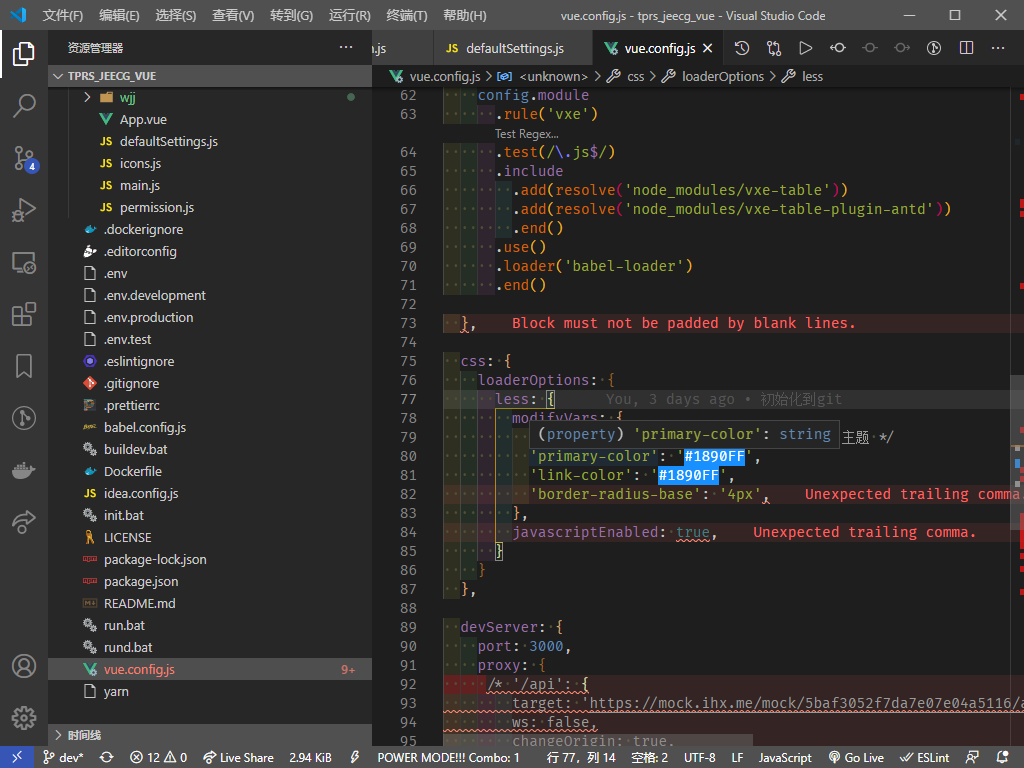 文件(F) 编辑(E) 选择(S) 查看(V) 转到(G) 运行(R) 终端(T) 帮助(H) vue.config.js - tprs_jeecg_vue - Visual Studio Code
资源管理器 ···
.js JS defaultSettings.js vue.config.js
TPRS_JEECG_VUE
wjj
App.vue
JS defaultSettings.js
JS icons.js
JS main.js
JS permission.js
.dockerignore
.editorconfig
.env
.env.development
.env.production
.env.test
.eslintignore
.gitignore
.prettierrc
babel.config.js
buildev.bat
Dockerfile
JS idea.config.js
init.bat
LICENSE
package-lock.json
package.json
README.md
run.bat
rund.bat
vue.config.js 9+
yarn
时间线
4
vue.config.js > <unknown> > css > loaderOptions > less
62 config.module
63 .rule('vxe')
Test Regex...
64 .test(/\.js$/)
65 .include
66 .add(resolve('node_modules/vxe-table'))
67 .add(resolve('node_modules/vxe-table-plugin-antd'))
68 .end()
69 .use()
70 .loader('babel-loader')
71 .end()
72
73 }, Block must not be padded by blank lines.
74
75 css: {
76 loaderOptions: {
77 less: { You, 3 days ago • 初始化到git
78 modifyVars: {
79 (property) 'primary-color': string 主题 */
80 'primary-color': '#1890FF',
81 'link-color': '#1890FF',
82 'border-radius-base': '4px', Unexpected trailing comma
83 },
84 javascriptEnabled: true, Unexpected trailing comma.
85 }
86 }
87 },
88
89 devServer: {
90 port: 3000,
91 proxy: {
92 /* '/api': {
93 target: 'https://mock.ihx.me/mock/5baf3052f7da7e07e04a5116/a
94 ws: false,
95 changeOrigin: true,
dev* 12 0 Live Share 2.94 KiB POWER MODE!!! Combo: 1 行 77, 列 14 空格: 2 UTF-8 LF JavaScript Go Live ESLint